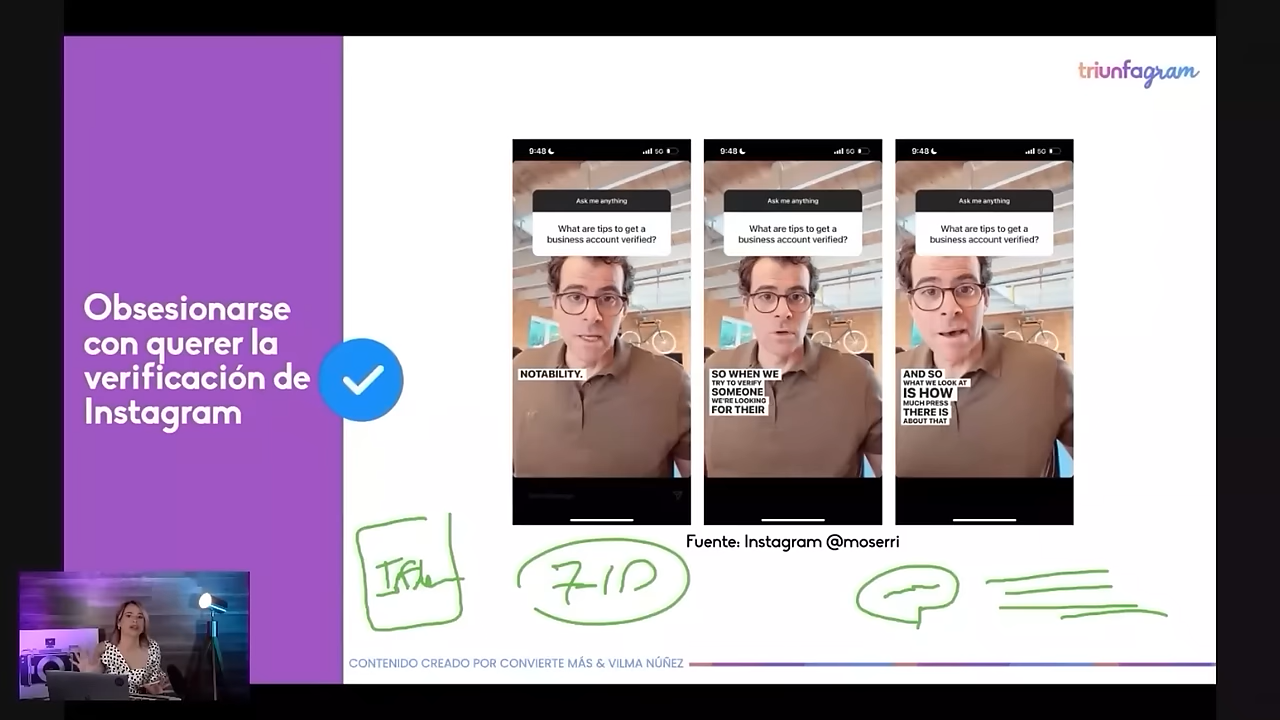 triunfagram
Obsesionarse
con querer la
verificación de
Instagram
9:48
5G
Ask me anything
What are tips to get a
business account verified?
NOTABILITY.
9:48
5G
Ask me anything
What are tips to get a
business account verified?
SO WHEN WE
TRY TO VERIFY
SOMEONE
WE'RE LOOKING
FOR THEIR
9:48
5G
Ask me anything
What are tips to get a
business account verified?
AND SO
WHAT WE LOOK AT
IS HOW
MUCH PRESS
THERE IS
ABOUT THAT
Fuente: Instagram @moserri
CONTENIDO CREADO POR CONVIERTE MÁS & VILMA NÚÑEZ